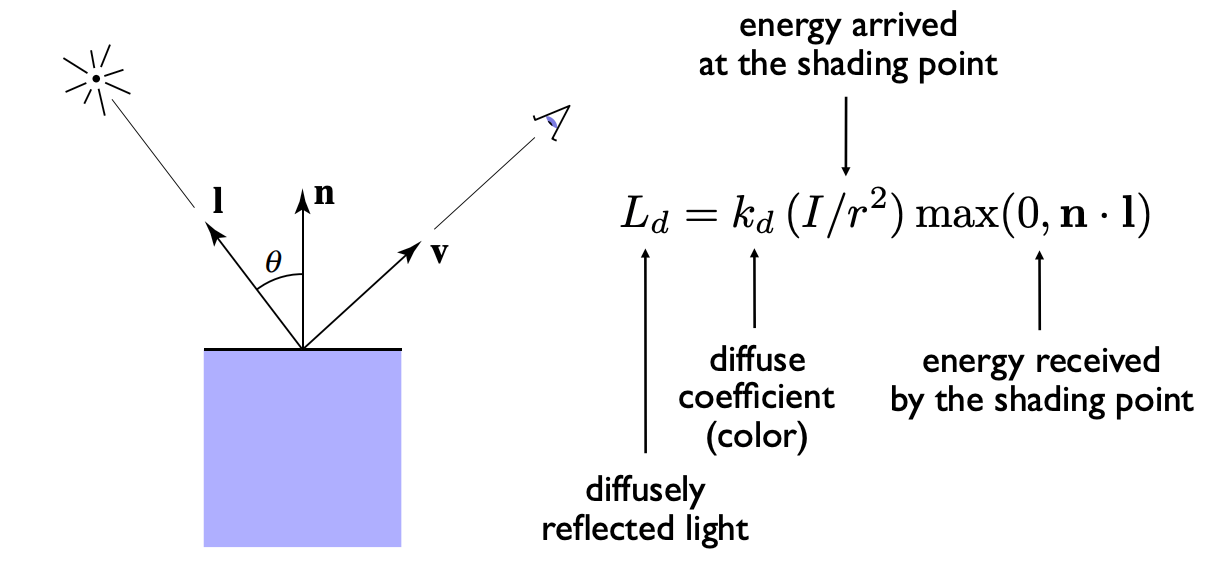 l
n
θ
v
energy arrived
at the shading point
L_d = k_d (I/r²) max(0, n · l)
diffuse
coefficient
(color)
energy received
by the shading point
diffusely
reflected light